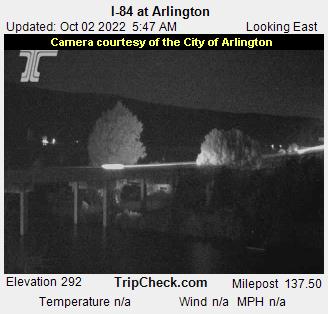 I-84 at Arlington
Updated: Oct 02 2022 5:47 AM Looking East
Camera courtesy of the City of Arlington
Elevation 292 TripCheck.com Milepost 137.50
Temperature n/a Wind n/a MPH n/a